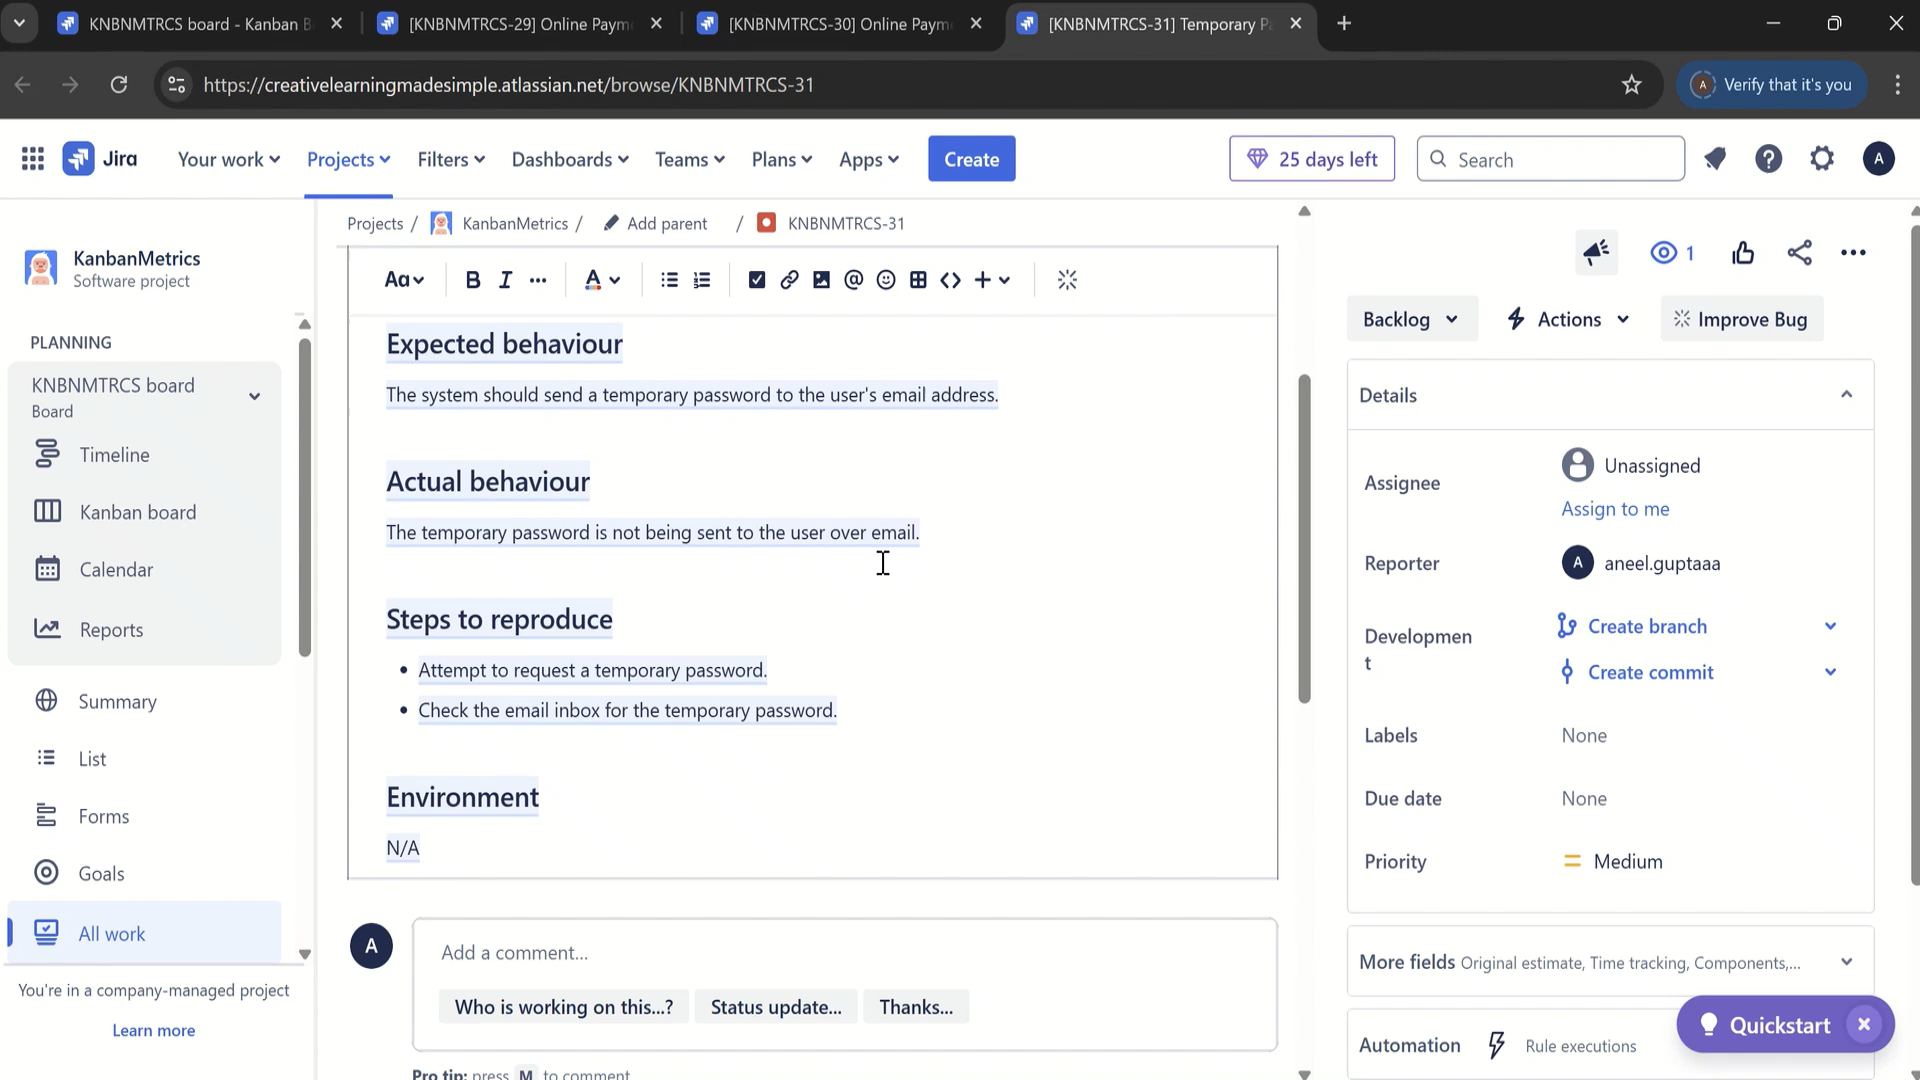 KNBNMTRCS board - Kanban B
[KNBNMTRCS-29] Online Paym
[KNBNMTRCS-30] Online Paym
[KNBNMTRCS-31] Temporary Pa
https://creativelearningmadesimple.atlassian.net/browse/KNBNMTRCS-31
A
Verify that it's you
Jira
Your work
Projects
Filters
Dashboards
Teams
Plans
Apps
Create
25 days left
Search
A
KanbanMetrics
Software project
PLANNING
KNBNMTRCS board
Board
Timeline
Kanban board
Calendar
Reports
Summary
List
Forms
Goals
All work
You're in a company-managed project
Learn more
Projects / KanbanMetrics / Add parent / KNBNMTRCS-31
Aa B I A
Expected behaviour
The system should send a temporary password to the user's email address.
Actual behaviour
The temporary password is not being sent to the user over email.
Steps to reproduce
• Attempt to request a temporary password.
• Check the email inbox for the temporary password.
Environment
N/A
A
Add a comment...
Who is working on this...?
Status update...
Thanks...
Pro tip: press M to comment
1
Backlog
Actions
Improve Bug
Details
Assignee
Unassigned
Assign to me
Reporter
A
aneel.guptaaa
Developmen
t
Create branch
Create commit
Labels
None
Due date
None
Priority
Medium
More fields Original estimate, Time tracking, Components,...
Automation
Rule executions
Quickstart